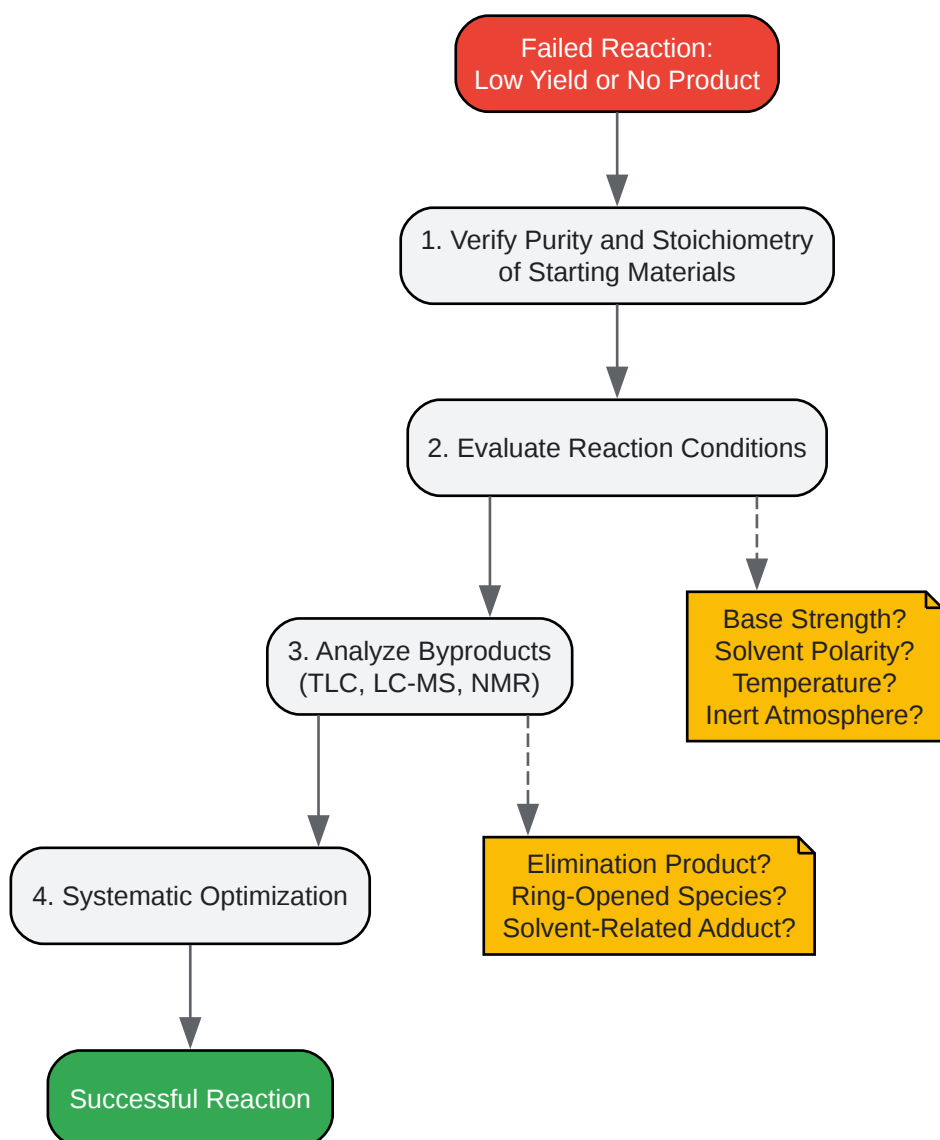 Failed Reaction:
Low Yield or No Product
1. Verify Purity and Stoichiometry
of Starting Materials
2. Evaluate Reaction Conditions
Base Strength?
Solvent Polarity?
Temperature?
Inert Atmosphere?
3. Analyze Byproducts
(TLC, LC-MS, NMR)
Elimination Product?
Ring-Opened Species?
Solvent-Related Adduct?
4. Systematic Optimization
Successful Reaction